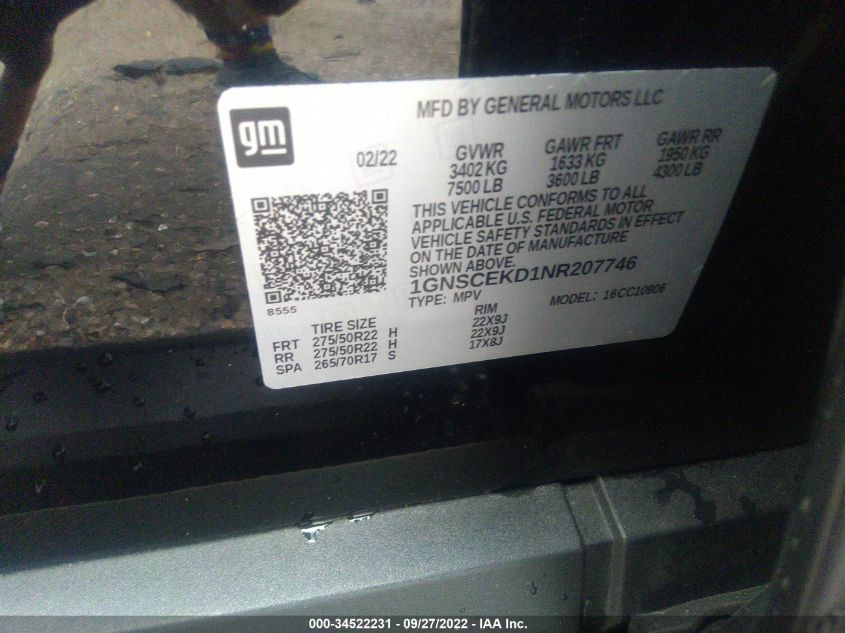 gm
MFD BY GENERAL MOTORS LLC
02/22
GVWR GAWR FRT GAWR RR
3402 KG 1633 KG 1950 KG
7500 LB 3600 LB 4300 LB
THIS VEHICLE CONFORMS TO ALL
APPLICABLE U.S. FEDERAL MOTOR
VEHICLE SAFETY STANDARDS IN EFFECT
ON THE DATE OF MANUFACTURE
SHOWN ABOVE.
1GNSCEKD1NR207746
TYPE: MPV MODEL: 16CC10906
8555
TIRE SIZE RIM
FRT 275/50R22 H 22X9J
RR 275/50R22 H 22X9J
SPA 265/70R17 S 17X8J
000-34522231 - 09/27/2022 - IAA Inc.